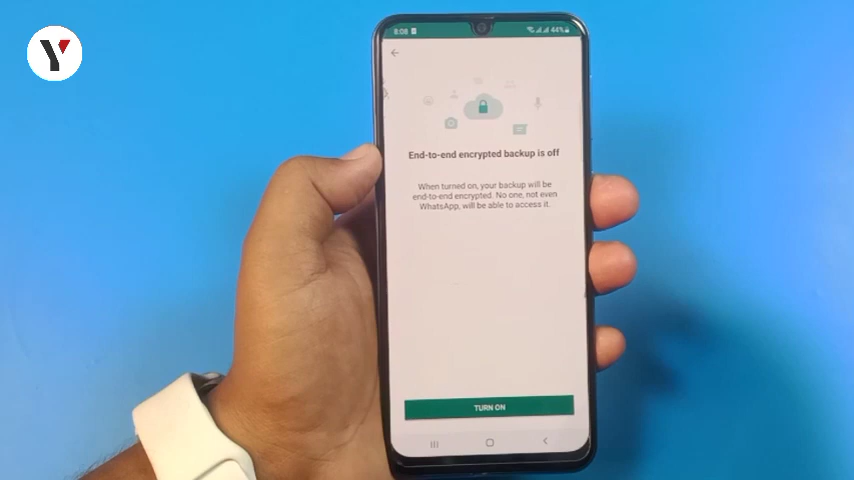 Y
8:08
44%
End-to-end encrypted backup is off
When turned on, your backup will be
end-to-end encrypted. No one, not even
WhatsApp, will be able to access it.
TURN ON